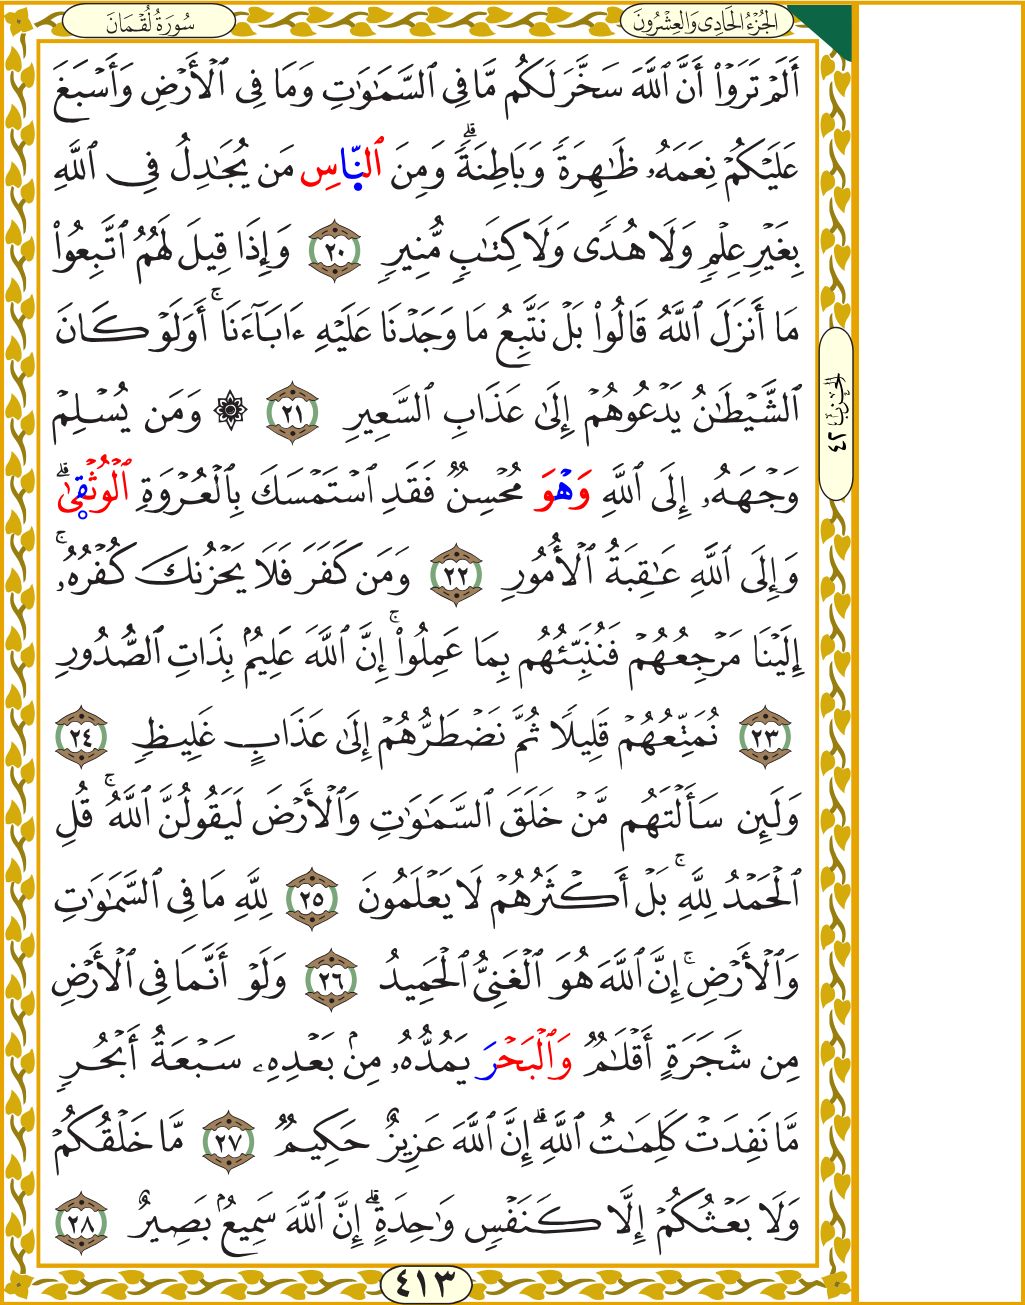 الجُزْءُ الحَادِى وَالعِشْرُونَ
سُورَةُ لُقْمَانَ
أَلَمْ تَرَوْا۟ أَنَّ ٱللَّهَ سَخَّرَ لَكُم مَّا فِى ٱلسَّمَـٰوَٰتِ وَمَا فِى ٱلْأَرْضِ وَأَسْبَغَ
عَلَيْكُمْ نِعَمَهُۥ ظَـٰهِرَةً وَبَاطِنَةً ۗ وَمِنَ ٱلنَّاسِ مَن يُجَـٰدِلُ فِى ٱللَّهِ
بِغَيْرِ عِلْمٍ وَلَا هُدًى وَلَا كِتَـٰبٍ مُّنِيرٍ ٢٠ وَإِذَا قِيلَ لَهُمُ ٱتَّبِعُوا۟
مَا أَنزَلَ ٱللَّهُ قَالُوا۟ بَلْ نَتَّبِعُ مَا وَجَدْنَا عَلَيْهِ ءَابَآءَنَا ۚ أَوَلَوْ كَانَ
ٱلشَّيْطَـٰنُ يَدْعُوهُمْ إِلَىٰ عَذَابِ ٱلسَّعِيرِ ٢١ ۞ وَمَن يُسْلِمْ
وَجْهَهُۥ إِلَى ٱللَّهِ وَهْوَ مُحْسِنٌ فَقَدِ ٱسْتَمْسَكَ بِٱلْعُرْوَةِ ٱلْوُثْقِىٰ ۗ
وَإِلَى ٱللَّهِ عَـٰقِبَةُ ٱلْأُمُورِ ٢٢ وَمَن كَفَرَ فَلَا يَحْزُنكَ كُفْرُهُۥ ۚ
إِلَيْنَا مَرْجِعُهُمْ فَنُنَبِّئُهُم بِمَا عَمِلُوا۟ ۚ إِنَّ ٱللَّهَ عَلِيمٌۢ بِذَاتِ ٱلصُّدُورِ
٢٣ نُمَتِّعُهُمْ قَلِيلًا ثُمَّ نَضْطَرُّهُمْ إِلَىٰ عَذَابٍ غَلِيظٍ ٢٤
وَلَئِن سَأَلْتَهُم مَّنْ خَلَقَ ٱلسَّمَـٰوَٰتِ وَٱلْأَرْضَ لَيَقُولُنَّ ٱللَّهُ ۚ قُلِ
ٱلْحَمْدُ لِلَّهِ ۚ بَلْ أَكْثَرُهُمْ لَا يَعْلَمُونَ ٢٥ لِلَّهِ مَا فِى ٱلسَّمَـٰوَٰتِ
وَٱلْأَرْضِ ۚ إِنَّ ٱللَّهَ هُوَ ٱلْغَنِىُّ ٱلْحَمِيدُ ٢٦ وَلَوْ أَنَّمَا فِى ٱلْأَرْضِ
مِن شَجَرَةٍ أَقْلَـٰمٌ وَٱلْبَحْرَ يَمُدُّهُۥ مِنۢ بَعْدِهِۦ سَبْعَةُ أَبْحُرٍ
مَّا نَفِدَتْ كَلِمَـٰتُ ٱللَّهِ ۗ إِنَّ ٱللَّهَ عَزِيزٌ حَكِيمٌ ٢٧ مَّا خَلْقُكُمْ
وَلَا بَعْثُكُمْ إِلَّا كَنَفْسٍ وَٰحِدَةٍ ۗ إِنَّ ٱللَّهَ سَمِيعٌۢ بَصِيرٌ ٢٨
الحِزْب ٤٢
٤١٣